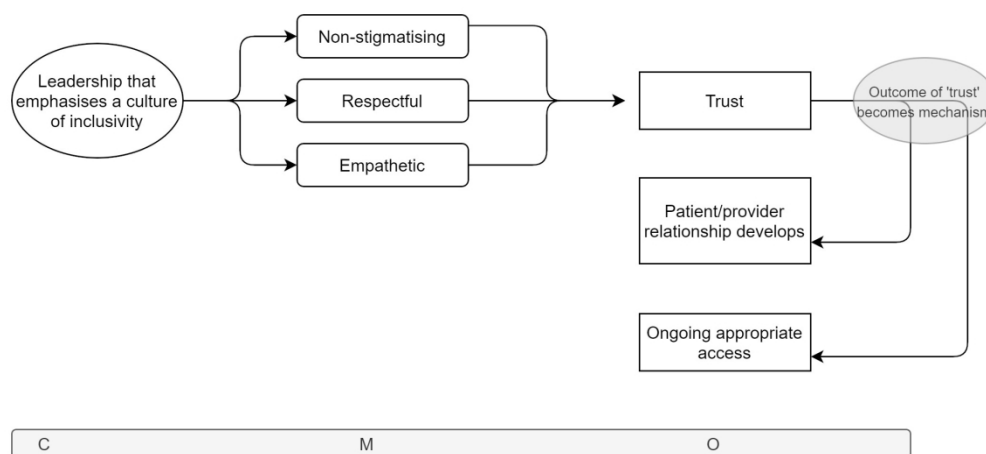 Leadership that
emphasises a culture
of inclusivity
Non-stigmatising
Respectful
Empathetic
Trust
Outcome of 'trust'
becomes mechanism
Patient/provider
relationship develops
Ongoing appropriate
access
C M O